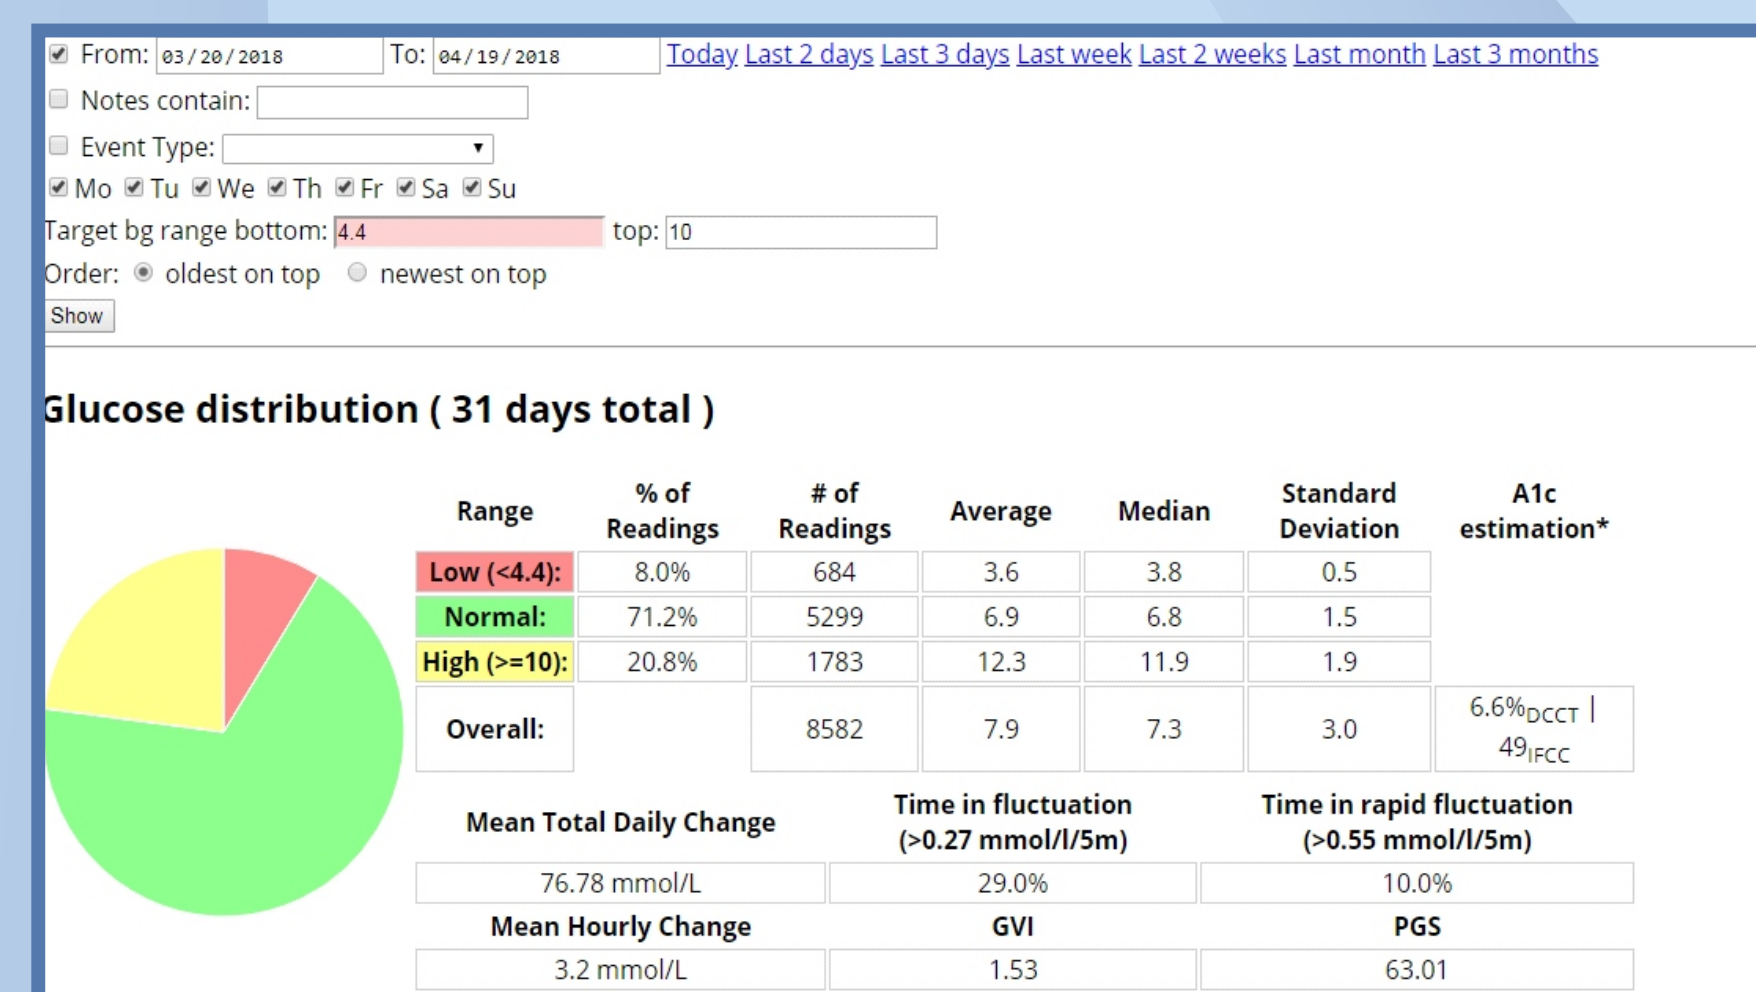 From: 03/20/2018 To: 04/19/2018 Today Last 2 days Last 3 days Last week Last 2 weeks Last month Last 3 months
Notes contain:
Event Type:
Mo Tu We Th Fr Sa Su
Target bg range bottom: 4.4 top: 10
Order: oldest on top newest on top
Show
Glucose distribution ( 31 days total )
Range % of Readings # of Readings Average Median Standard Deviation A1c estimation*
Low (<4.4): 8.0% 684 3.6 3.8 0.5
Normal: 71.2% 5299 6.9 6.8 1.5
High (>=10): 20.8% 1783 12.3 11.9 1.9
Overall: 8582 7.9 7.3 3.0 6.6%DCCT | 49IFCC
Mean Total Daily Change Time in fluctuation (>0.27 mmol/l/5m) Time in rapid fluctuation (>0.55 mmol/l/5m)
76.78 mmol/L 29.0% 10.0%
Mean Hourly Change GVI PGS
3.2 mmol/L 1.53 63.01